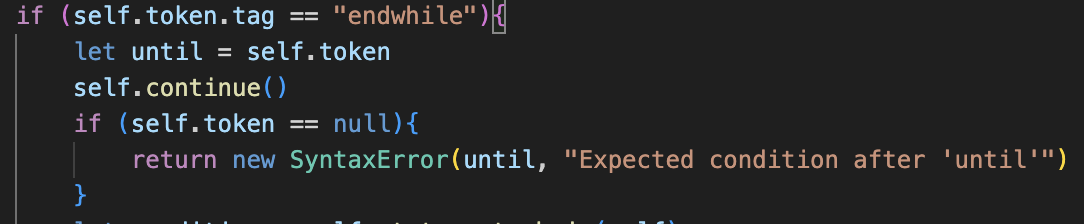 if (self.token.tag == "endwhile"){
let until = self.token
self.continue()
if (self.token == null){
return new SyntaxError(until, "Expected condition after 'until'")
}